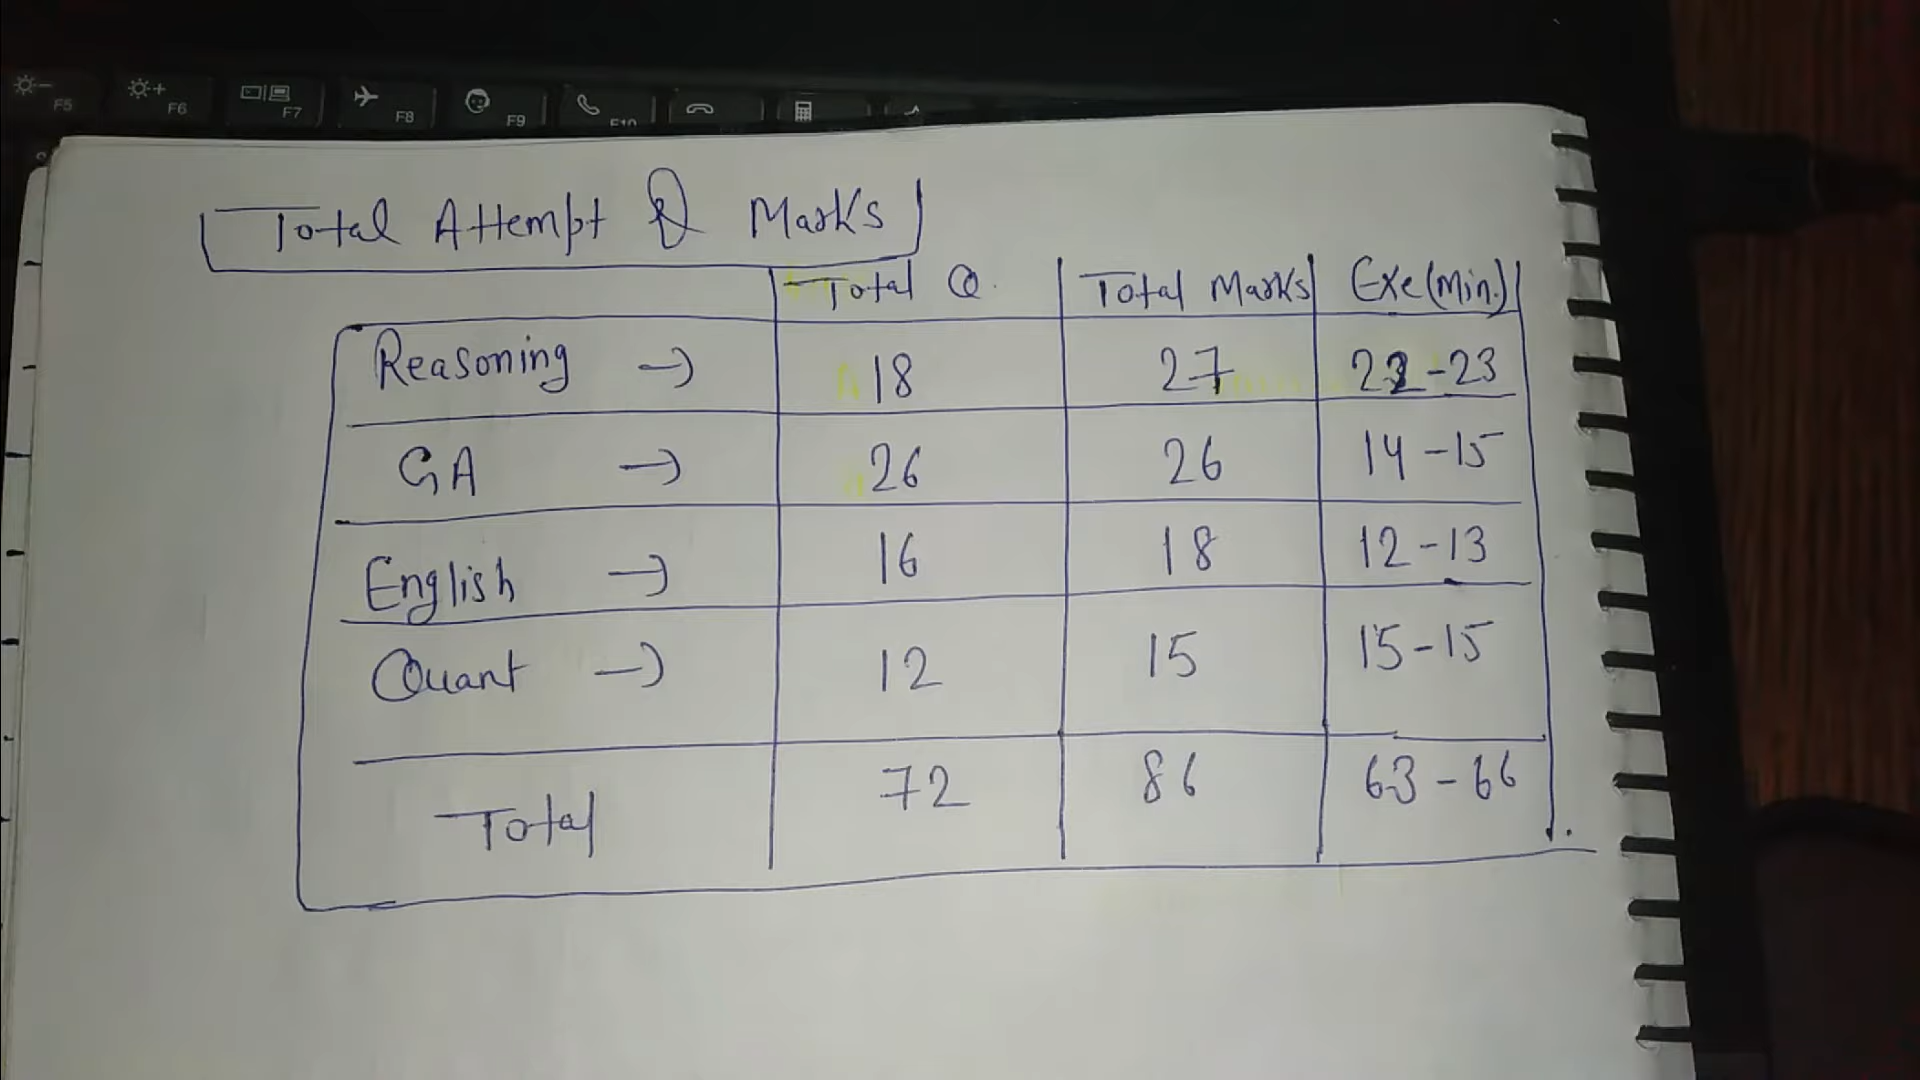 F5 F6 F7 F8 F9 F10
Total Attempt & Marks
Total Q. Total Marks Exe(Min.)
Reasoning → 18 27 22-23
GA → 26 26 14-15
English → 16 18 12-13
Quant → 12 15 15-15
Total 72 86 63-66